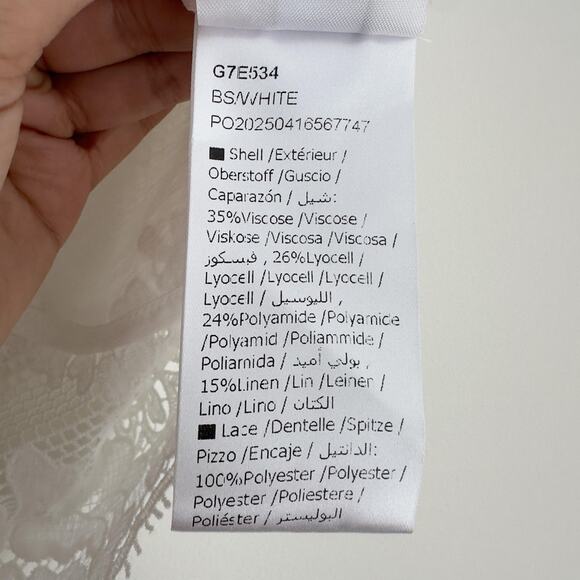 G7E534
BS/WHITE
PO20250416567747
Shell /Extérieur /
Oberstoff /Guscio /
Caparazón / شيل:
35%Viscose /Viscose /
Viskose /Viscosa /Viscosa /
فيسكوز , 26%Lyocell /
Lyocell /Lyocell /Lyocell /
Lyocell / الليوسيل ,
24%Polyamide /Polyamide
/Polyamid /Poliammide /
Poliamida / بولي أميد ,
15%Linen /Lin /Leinen /
Lino /Lino / الكتان
Lace /Dentelle /Spitze /
Pizzo /Encaje / الدانتيل:
100%Polyester /Polyester /
Polyester /Poliestere /
Poliéster / البوليستر